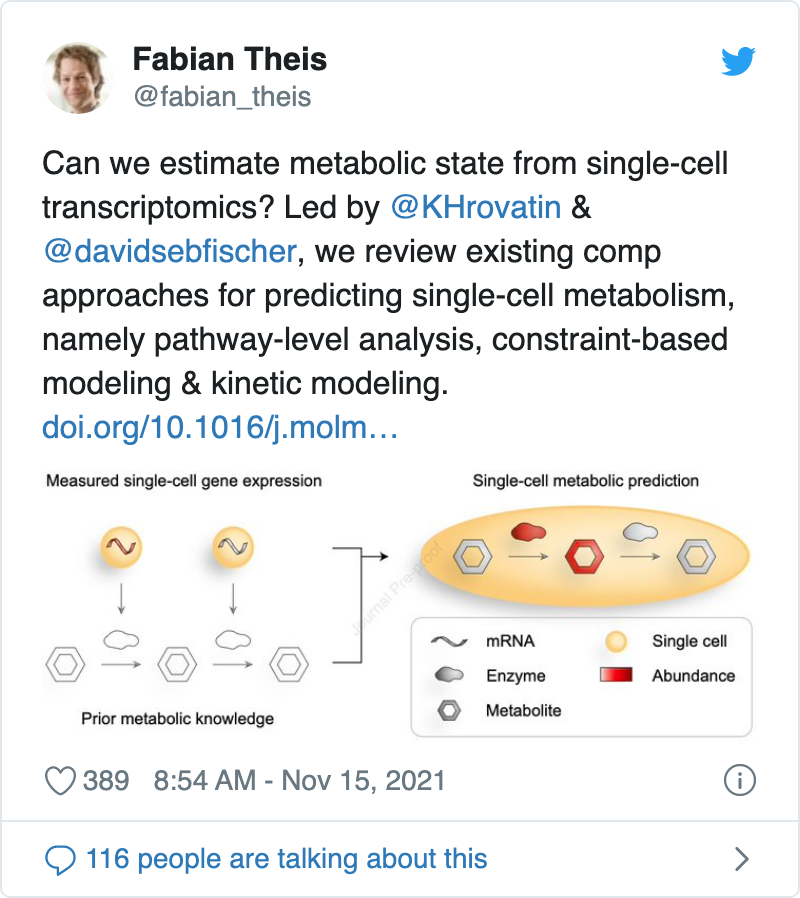 Fabian Theis
@fabian_theis
Can we estimate metabolic state from single-cell
transcriptomics? Led by @KHrovatin &
@davidsebfischer, we review existing comp
approaches for predicting single-cell metabolism,
namely pathway-level analysis, constraint-based
modeling & kinetic modeling.
doi.org/10.1016/j.molm…
Measured single-cell gene expression
Single-cell metabolic prediction
Journal Pre-proof
Prior metabolic knowledge
mRNA
Single cell
Enzyme
Abundance
Metabolite
389 8:54 AM - Nov 15, 2021
116 people are talking about this